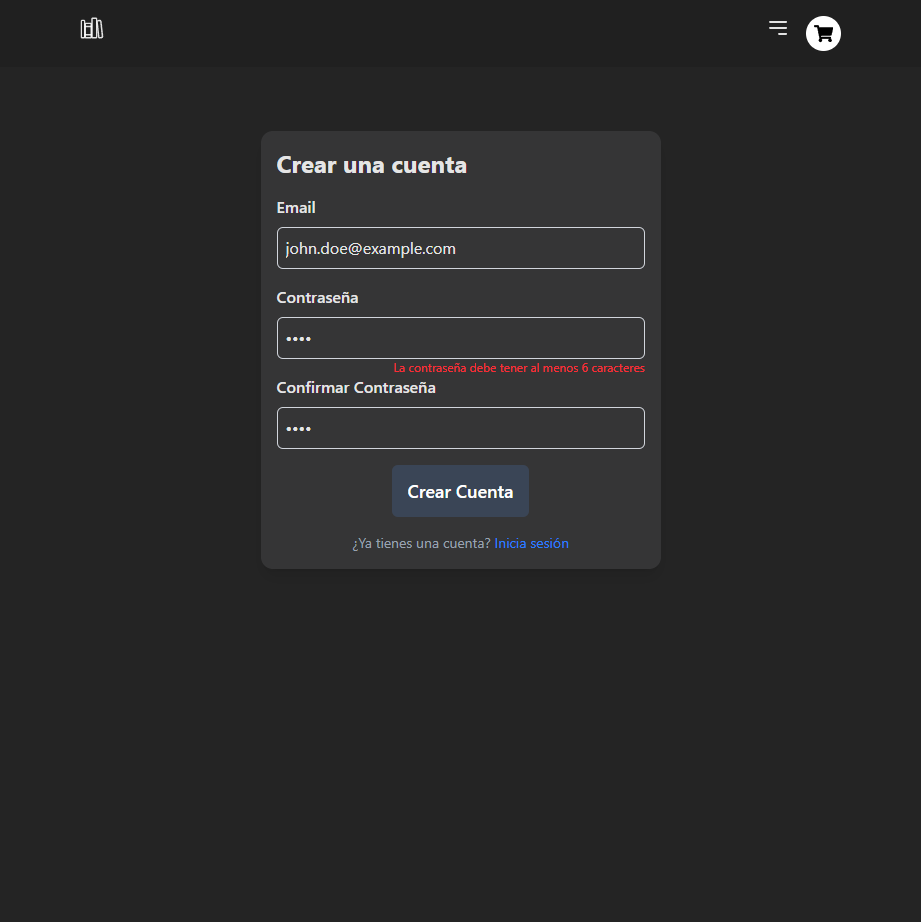 Crear una cuenta
Email
john.doe@example.com
Contraseña
••••
La contraseña debe tener al menos 6 caracteres
Confirmar Contraseña
••••
Crear Cuenta
¿Ya tienes una cuenta? Inicia sesión